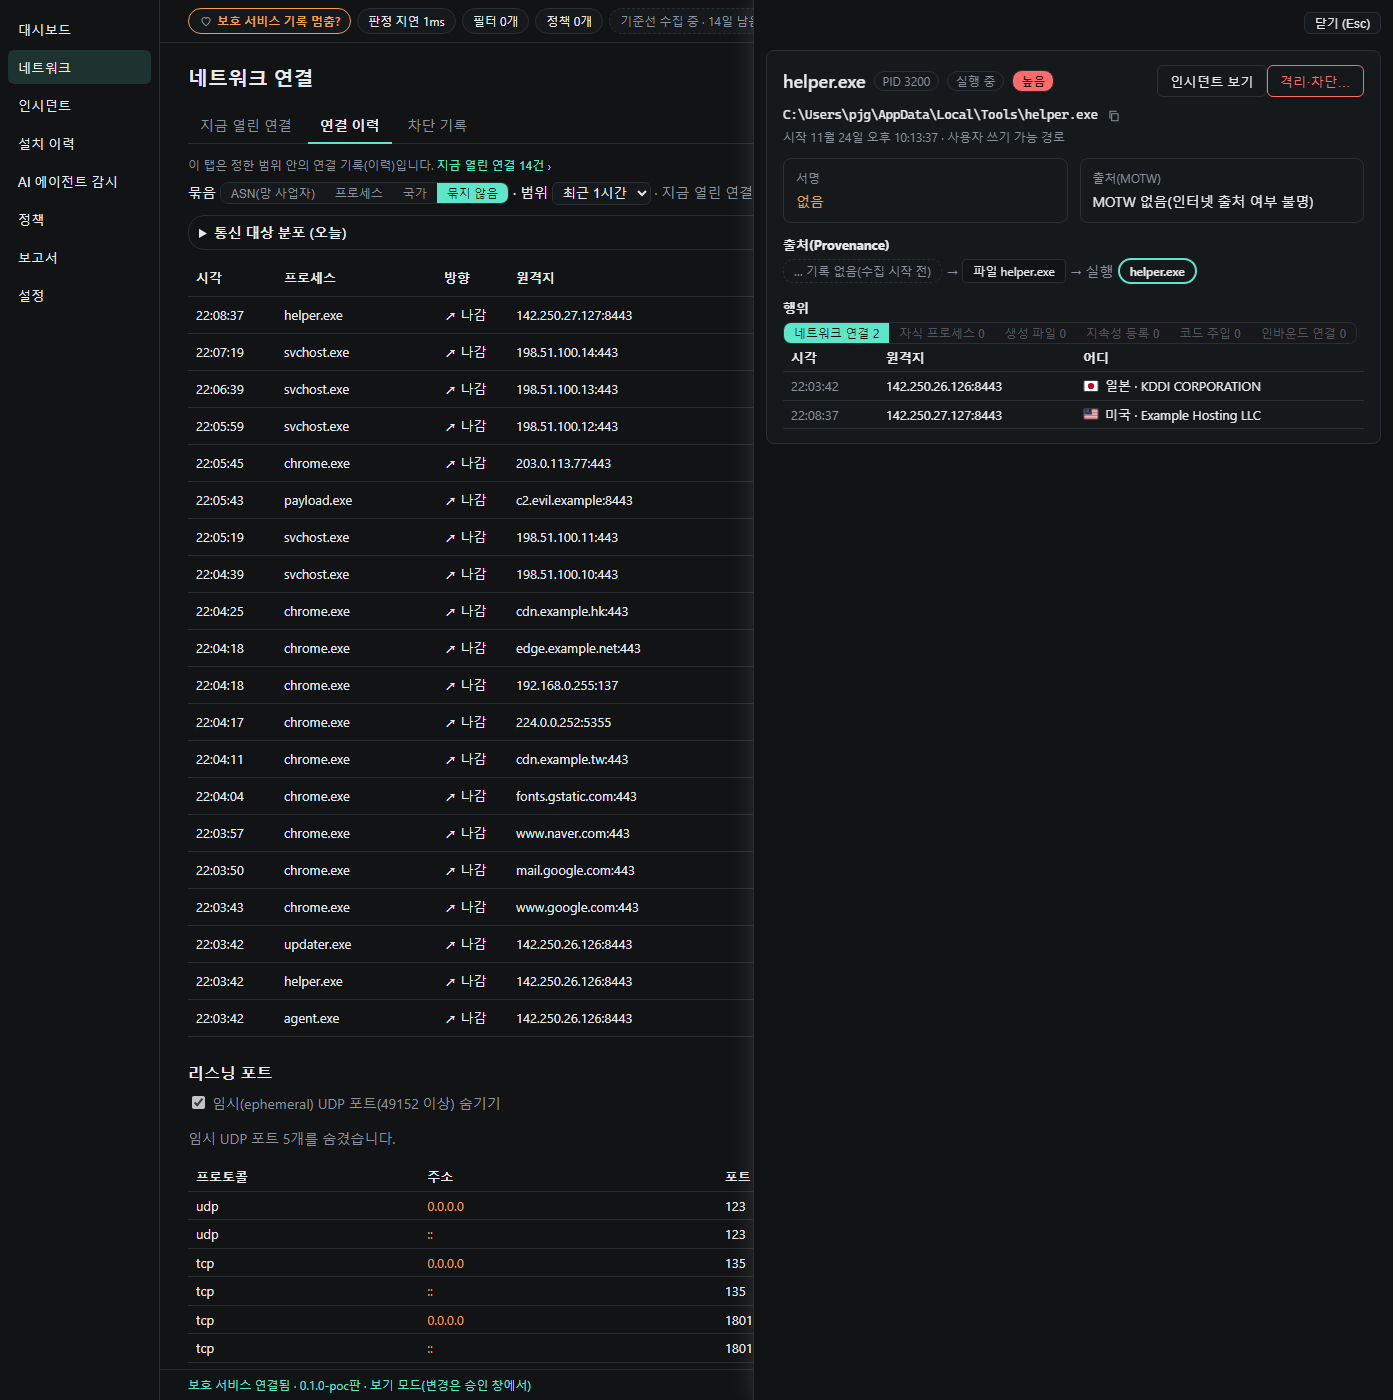 대시보드
네트워크
인시던트
설치 이력
AI 에이전트 감시
정책
보고서
설정
♡ 보호 서비스 기록 멈춤? 판정 지연 1ms 필터 0개 정책 0개 기준선 수집 중 · 14일
네트워크 연결
지금 열린 연결 연결 이력 차단 기록
이 탭은 정한 범위 안의 연결 기록(이력)입니다. 지금 열린 연결 14건 ›
묶음 ASN(망 사업자) 프로세스 국가 묶지 않음 · 범위 최근 1시간 · 지금 열린 연결
▶ 통신 대상 분포 (오늘)
시각 프로세스 방향 원격지
22:08:37 helper.exe ↗ 나감 142.250.27.127:8443
22:07:19 svchost.exe ↗ 나감 198.51.100.14:443
22:06:39 svchost.exe ↗ 나감 198.51.100.13:443
22:05:59 svchost.exe ↗ 나감 198.51.100.12:443
22:05:45 chrome.exe ↗ 나감 203.0.113.77:443
22:05:43 payload.exe ↗ 나감 c2.evil.example:8443
22:05:19 svchost.exe ↗ 나감 198.51.100.11:443
22:04:39 svchost.exe ↗ 나감 198.51.100.10:443
22:04:25 chrome.exe ↗ 나감 cdn.example.hk:443
22:04:18 chrome.exe ↗ 나감 edge.example.net:443
22:04:18 chrome.exe ↗ 나감 192.168.0.255:137
22:04:17 chrome.exe ↗ 나감 224.0.0.252:5355
22:04:11 chrome.exe ↗ 나감 cdn.example.tw:443
22:04:04 chrome.exe ↗ 나감 fonts.gstatic.com:443
22:03:57 chrome.exe ↗ 나감 www.naver.com:443
22:03:50 chrome.exe ↗ 나감 mail.google.com:443
22:03:43 chrome.exe ↗ 나감 www.google.com:443
22:03:42 updater.exe ↗ 나감 142.250.26.126:8443
22:03:42 helper.exe ↗ 나감 142.250.26.126:8443
22:03:42 agent.exe ↗ 나감 142.250.26.126:8443
리스닝 포트
임시(ephemeral) UDP 포트(49152 이상) 숨기기
임시 UDP 포트 5개를 숨겼습니다.
프로토콜 주소 포트
udp 0.0.0.0 123
udp :: 123
tcp 0.0.0.0 135
tcp :: 135
tcp 0.0.0.0 1801
tcp :: 1801
보호 서비스 연결됨 · 0.1.0-poc판 · 보기 모드(변경은 승인 창에서)
닫기 (Esc)
helper.exe PID 3200 실행 중 높음 인시던트 보기 격리·차단...
C:\Users\pjg\AppData\Local\Tools\helper.exe
시작 11월 24일 오후 10:13:37 · 사용자 쓰기 가능 경로
서명
없음
출처(MOTW)
MOTW 없음(인터넷 출처 여부 불명)
출처(Provenance)
... 기록 없음(수집 시작 전) → 파일 helper.exe → 실행 helper.exe
행위
네트워크 연결 2 자식 프로세스 0 생성 파일 0 지속성 등록 0 코드 주입 0 인바운드 연결 0
시각 원격지 어디
22:03:42 142.250.26.126:8443 일본 · KDDI CORPORATION
22:08:37 142.250.27.127:8443 미국 · Example Hosting LLC